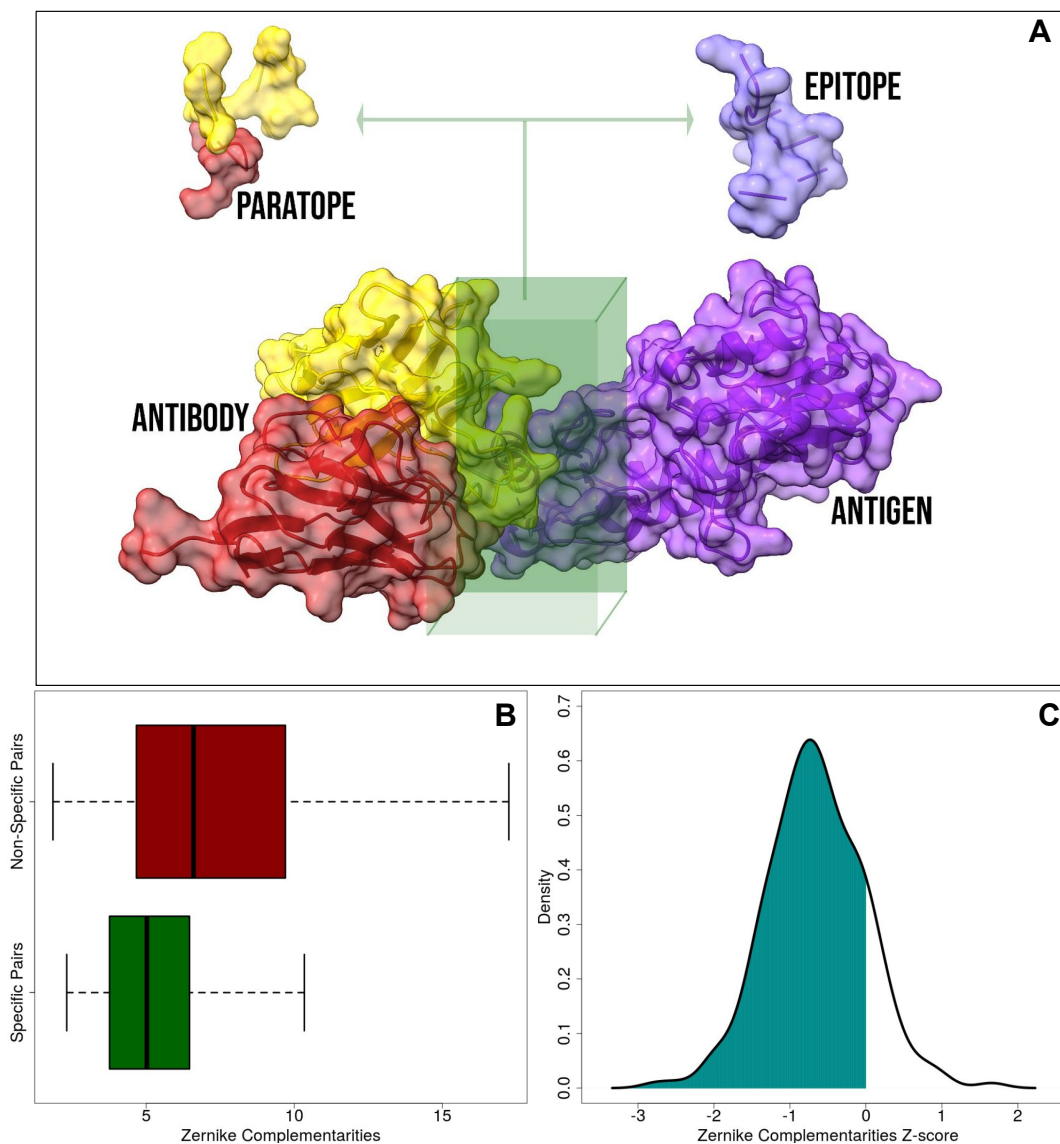 A
EPITOPE
PARATOPE
ANTIBODY
ANTIGEN
B
Non-Specific Pairs
Specific Pairs
5 10 15
Zernike Complementarities
C
0.7
0.6
0.5
0.4
0.3
0.2
0.1
0.0
Density
-3 -2 -1 0 1 2
Zernike Complementarities Z-score